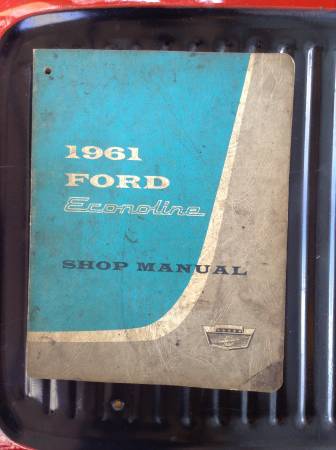 1961
FORD
Econoline
SHOP MANUAL